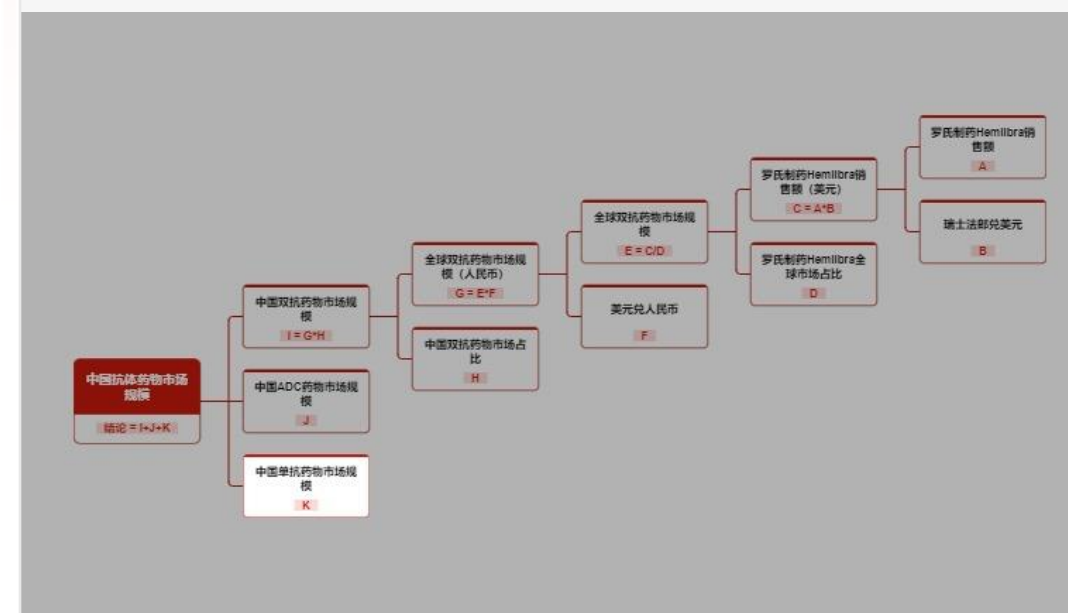 罗氏制药Hemlibra销
售额
A
罗氏制药Hemlibra销
售额（美元）
C = A*B
瑞士法郎兑美元
B
全球双抗药物市场规
模
E = C/D
罗氏制药Hemlibra全
球市场占比
D
全球双抗药物市场规
模（人民币）
G = E*F
美元兑人民币
F
中国双抗药物市场规
模
I = G*H
中国双抗药物市场占
比
H
中国抗体药物市场
规模
结论 = I+J+K
中国ADC药物市场规
模
J
中国单抗药物市场规
模
K